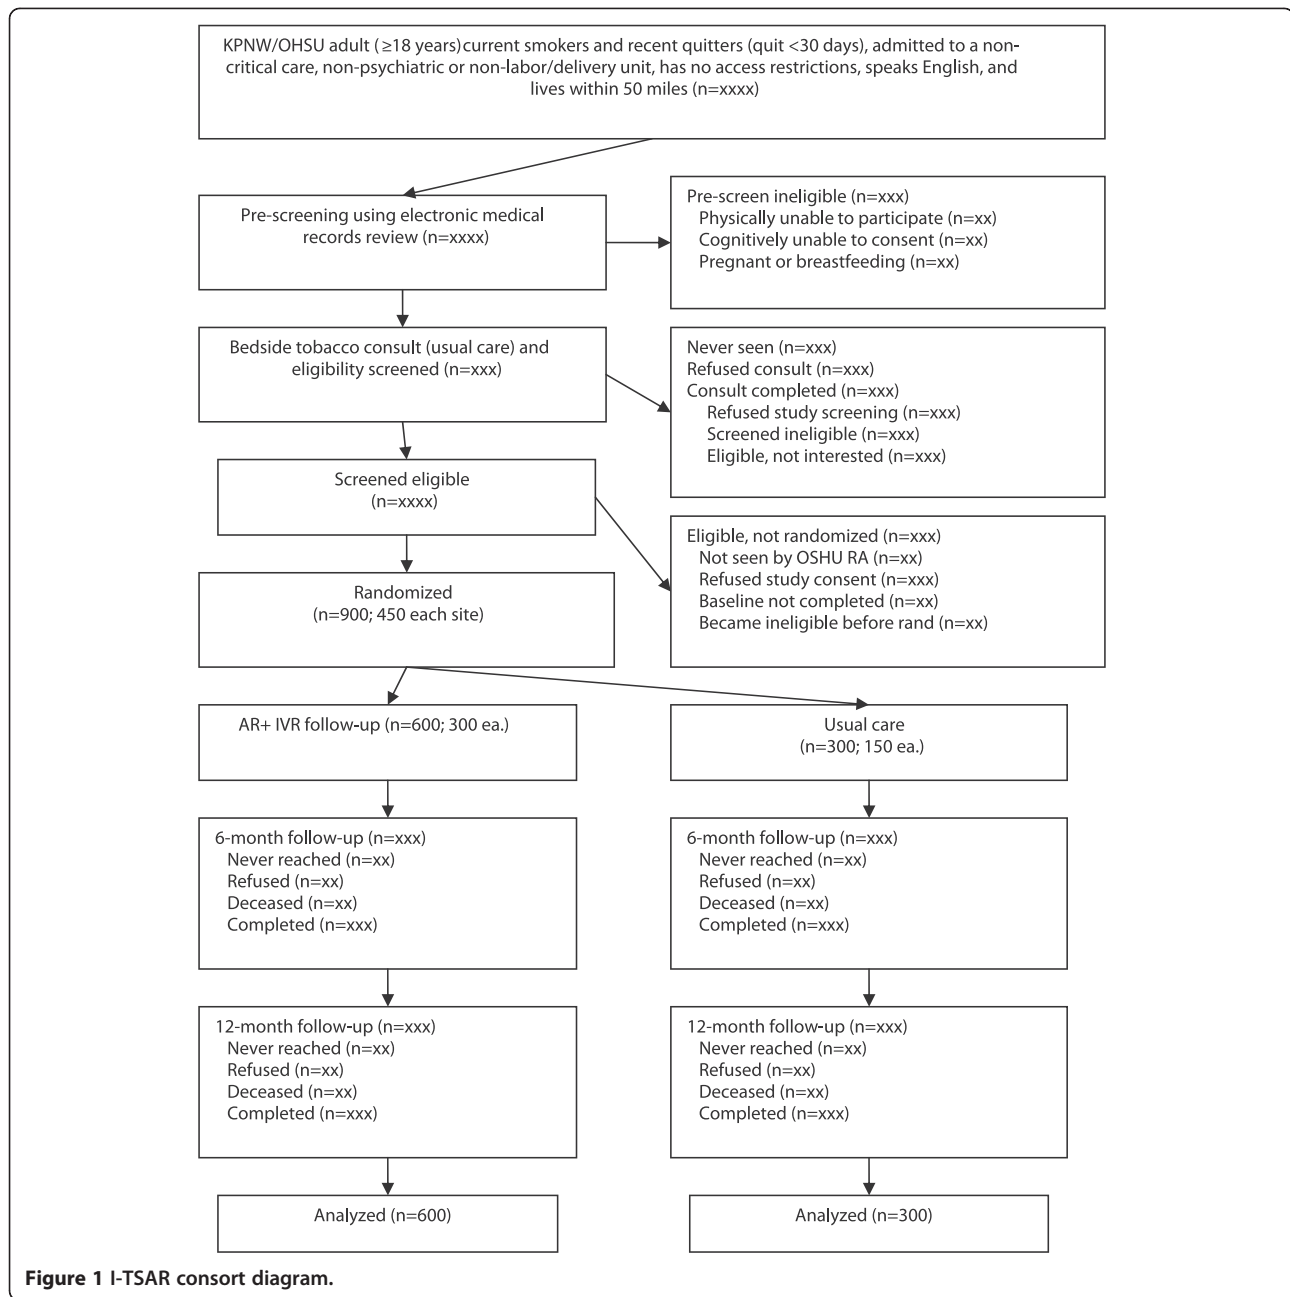 KPNW/OHSU adult (≥18 years)current smokers and recent quitters (quit <30 days), admitted to a non-
critical care, non-psychiatric or non-labor/delivery unit, has no access restrictions, speaks English, and
lives within 50 miles (n=xxxx)
Pre-screening using electronic medical
records review (n=xxxx)
Pre-screen ineligible (n=xxx)
Physically unable to participate (n=xx)
Cognitively unable to consent (n=xx)
Pregnant or breastfeeding (n=xx)
Bedside tobacco consult (usual care) and
eligibility screened (n=xxx)
Never seen (n=xxx)
Refused consult (n=xxx)
Consult completed (n=xxx)
Refused study screening (n=xxx)
Screened ineligible (n=xxx)
Eligible, not interested (n=xxx)
Screened eligible
(n=xxxx)
Eligible, not randomized (n=xxx)
Not seen by OSHU RA (n=xx)
Refused study consent (n=xxx)
Baseline not completed (n=xx)
Became ineligible before rand (n=xx)
Randomized
(n=900; 450 each site)
AR+ IVR follow-up (n=600; 300 ea.)
Usual care
(n=300; 150 ea.)
6-month follow-up (n=xxx)
Never reached (n=xx)
Refused (n=xx)
Deceased (n=xx)
Completed (n=xxx)
6-month follow-up (n=xxx)
Never reached (n=xx)
Refused (n=xx)
Deceased (n=xx)
Completed (n=xxx)
12-month follow-up (n=xxx)
Never reached (n=xx)
Refused (n=xx)
Deceased (n=xx)
Completed (n=xxx)
12-month follow-up (n=xxx)
Never reached (n=xx)
Refused (n=xx)
Deceased (n=xx)
Completed (n=xxx)
Analyzed (n=600)
Analyzed (n=300)
Figure 1 I-TSAR consort diagram.